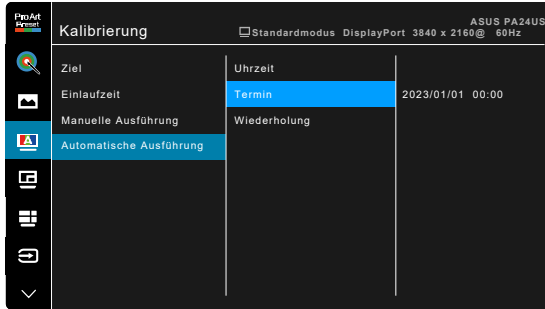 ProArt
Preset
Kalibrierung
ASUS PA24US
Standardmodus DisplayPort 3840 x 2160@ 60Hz
Ziel
Einlaufzeit
Manuelle Ausführung
Automatische Ausführung
Uhrzeit
Termin
Wiederholung
2023/01/01 00:00
A